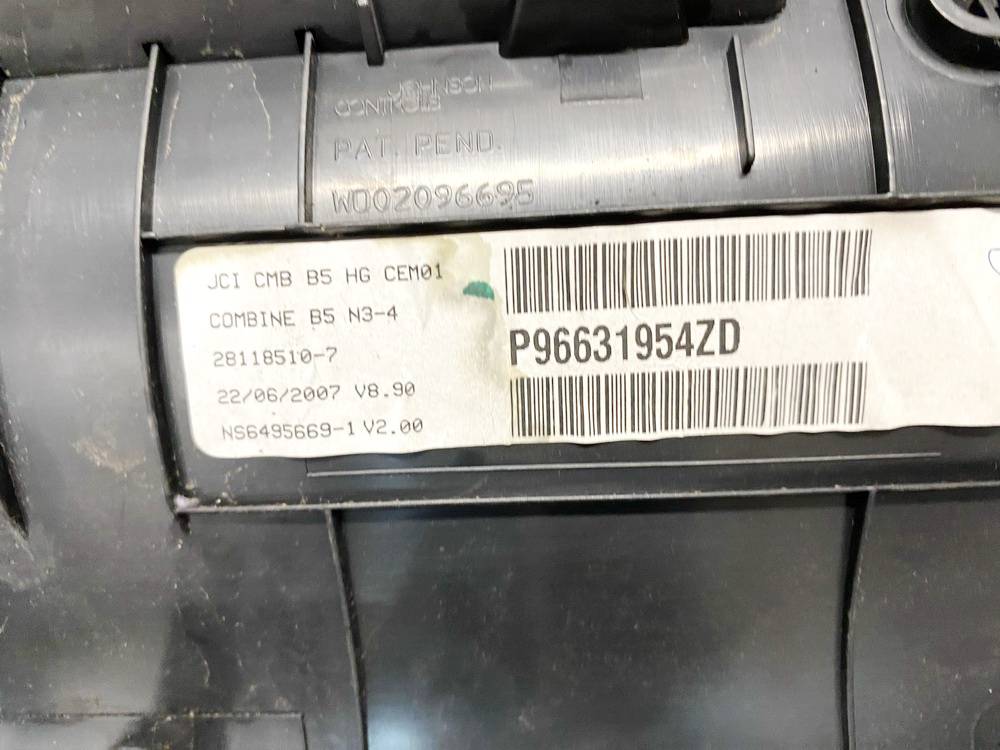 JOHNSON
CONTROLS
PAT. PEND.
WO02096695
JCI CMB B5 HG CEM01
COMBINE B5 N3-4
28118510-7
22/06/2007 V8.90
NS6495669-1 V2.00
P96631954ZD